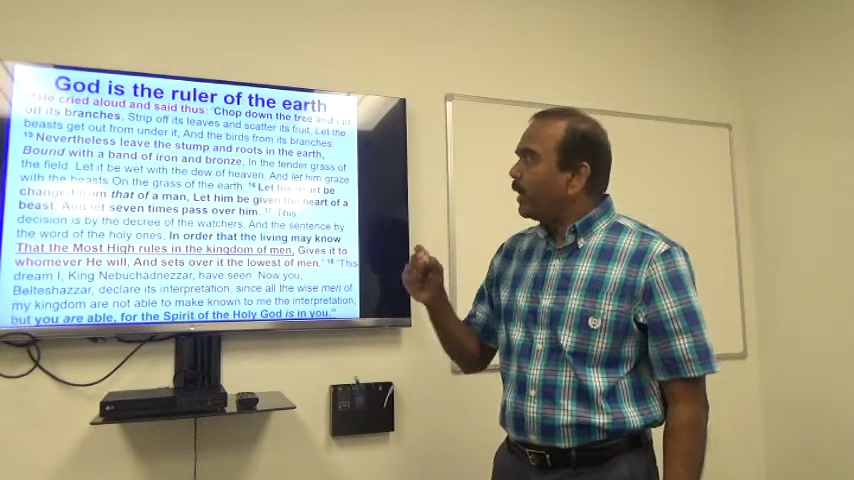 God is the ruler of the earth
"He cried aloud and said thus: 'Chop down the tree and cut
off its branches, Strip off its leaves and scatter its fruit. Let the
beasts get out from under it, And the birds from its branches.
15 Nevertheless leave the stump and roots in the earth,
Bound with a band of iron and bronze, In the tender grass of
the field. Let it be wet with the dew of heaven, And let him graze
with the beasts On the grass of the earth. 16 Let his heart be
changed from that of a man, Let him be given the heart of a
beast, And let seven times pass over him. 17 'This
decision is by the decree of the watchers, And the sentence by
the word of the holy ones, In order that the living may know
That the Most High rules in the kingdom of men, Gives it to
whomever He will, And sets over it the lowest of men.' 18 "This
dream I, King Nebuchadnezzar, have seen. Now you,
Belteshazzar, declare its interpretation, since all the wise men of
my kingdom are not able to make known to me the interpretation;
but you are able, for the Spirit of the Holy God is in you."